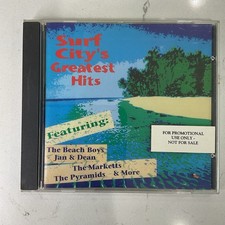 Surf
City's
Greatest
Hits
Featuring:
The Beach Boys
Jan & Dean
The Marketts
The Pyramids & More
FOR PROMOTIONAL
USE ONLY -
NOT FOR SALE